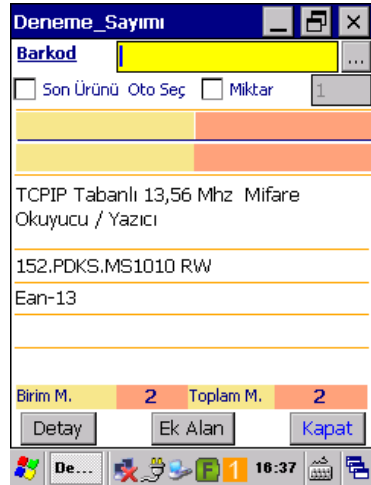 Deneme_Sayımı
Barkod
...
Son Ürünü Oto Seç Miktar 1
TCPIP Tabanlı 13,56 Mhz Mifare
Okuyucu / Yazıcı
152.PDKS.MS1010 RW
Ean-13
Birim M. 2 Toplam M. 2
Detay Ek Alan Kapat
De... F 1 16:37